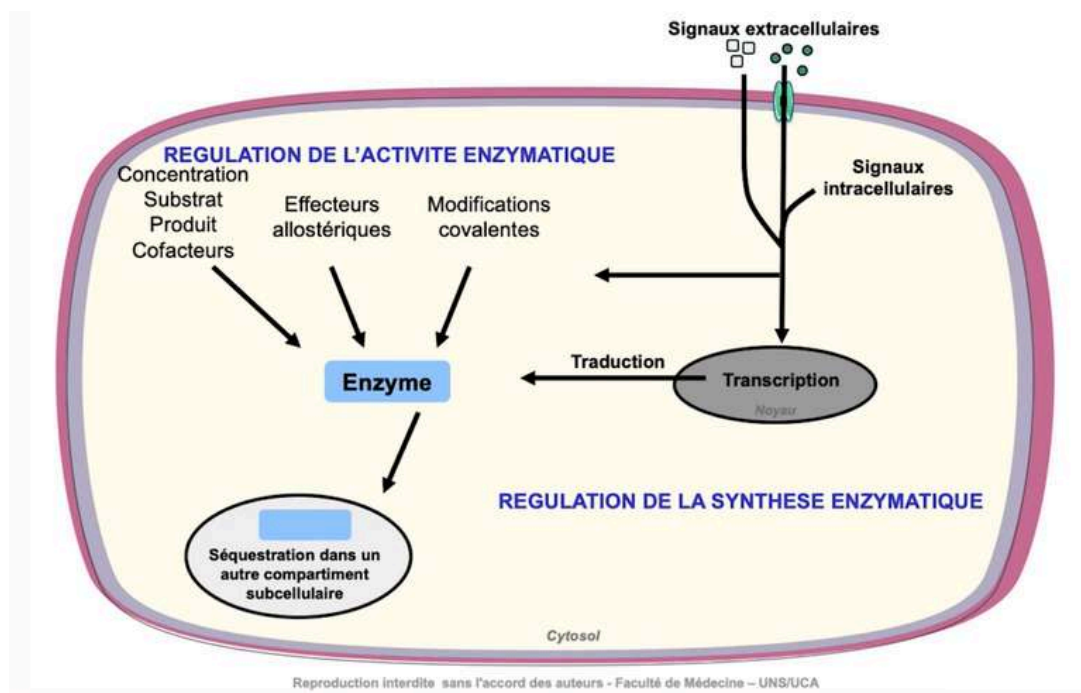 Signaux extracellulaires
REGULATION DE L'ACTIVITE ENZYMATIQUE
Concentration
Substrat
Produit
Cofacteurs
Effecteurs
allostériques
Modifications
covalentes
Signaux
intracellulaires
Traduction
Transcription
Noyau
Enzyme
REGULATION DE LA SYNTHESE ENZYMATIQUE
Séquestration dans un
autre compartiment
subcellulaire
Cytosol
Reproduction interdite sans l'accord des auteurs - Faculté de Médecine – UNS/UCA